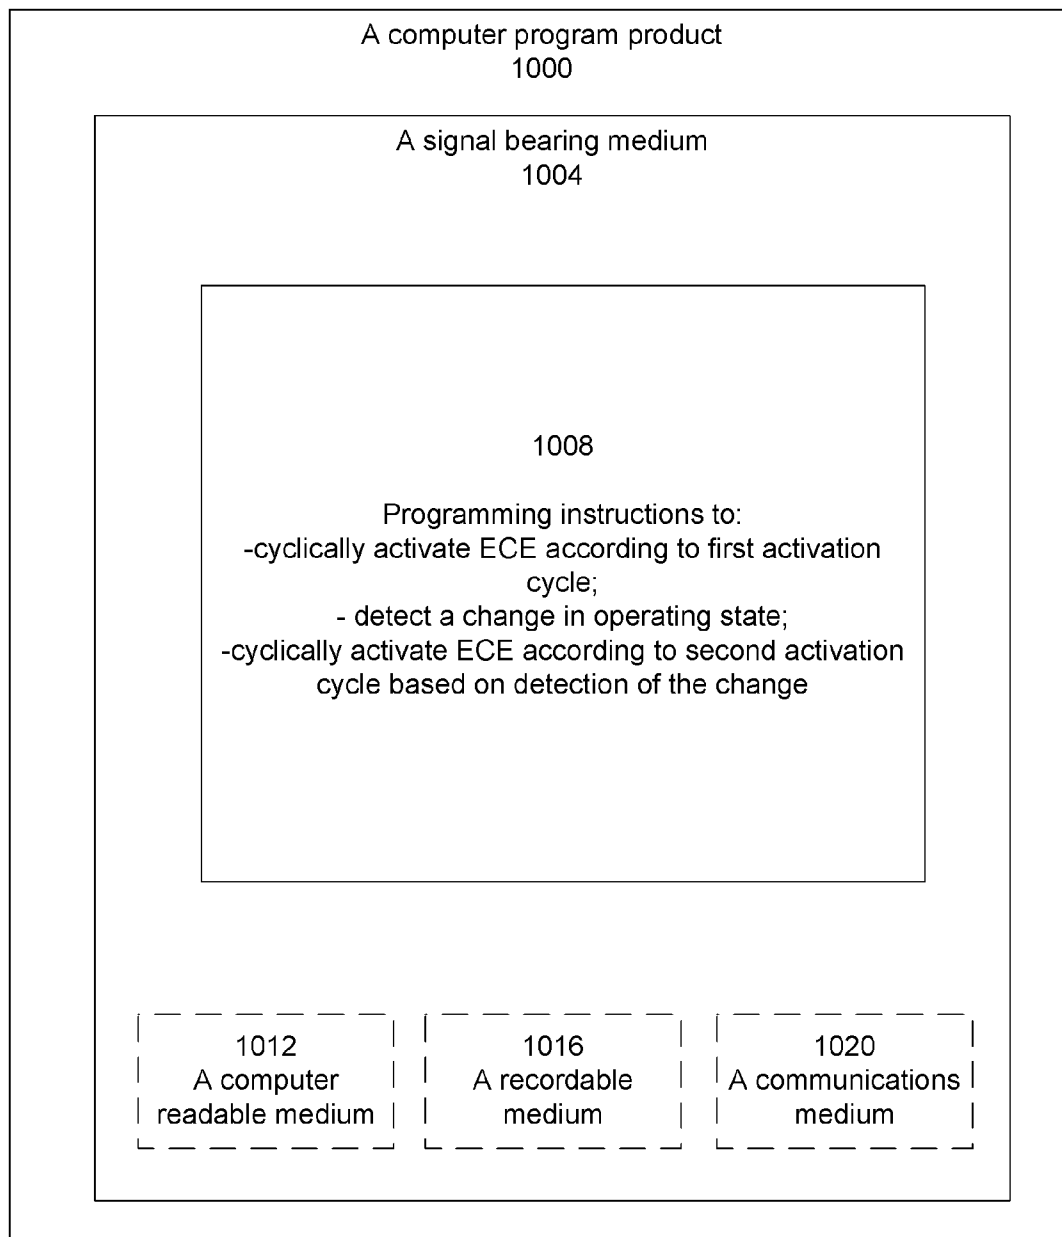 A computer program product
1000
A signal bearing medium
1004
1008
Programming instructions to:
-cyclically activate ECE according to first activation
cycle;
- detect a change in operating state;
-cyclically activate ECE according to second activation
cycle based on detection of the change
1012
A computer
readable medium
1016
A recordable
medium
1020
A communications
medium